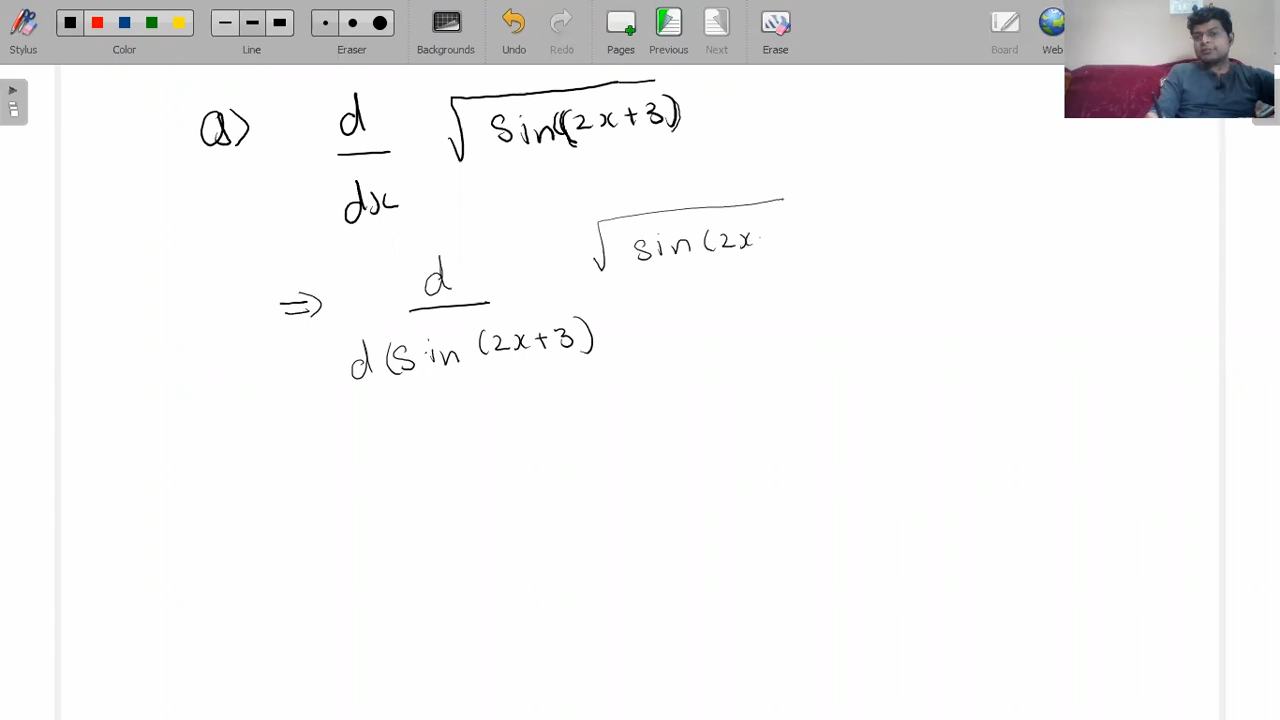 Stylus Color Line Eraser Backgrounds Undo Redo Pages Previous Next Erase Board Web
Q) d/dx √sin((2x+3)
⇒ d/d(sin (2x+3) √sin (2x